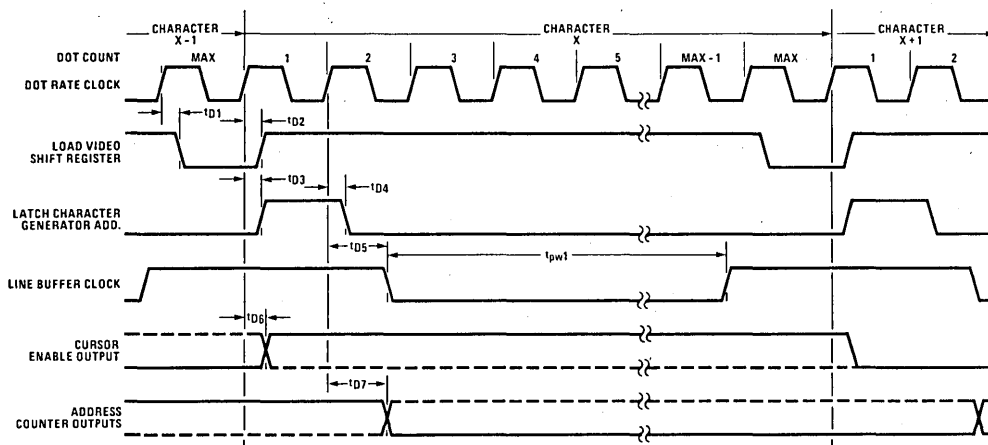 CHARACTER
X-1
CHARACTER
X
CHARACTER
X+1
DOT COUNT
MAX
1
2
3
4
5
MAX-1
MAX
1
2
DOT RATE CLOCK
tD1
tD2
LOAD VIDEO
SHIFT REGISTER
tD3
tD4
LATCH CHARACTER
GENERATOR ADD.
tD5
tpw1
LINE BUFFER CLOCK
tD6
CURSOR
ENABLE OUTPUT
tD7
ADDRESS
COUNTER OUTPUTS